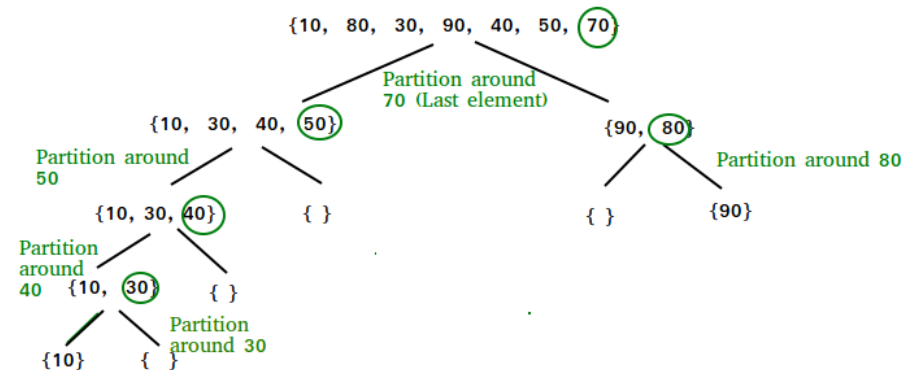 {10, 80, 30, 90, 40, 50, 70}
Partition around
70 (Last element)
{10, 30, 40, 50}
{90, 80}
Partition around
50
Partition around 80
{10, 30, 40}
{ }
{ }
{90}
Partition
around
40
{10, 30}
{ }
Partition
around 30
{10}
{ }